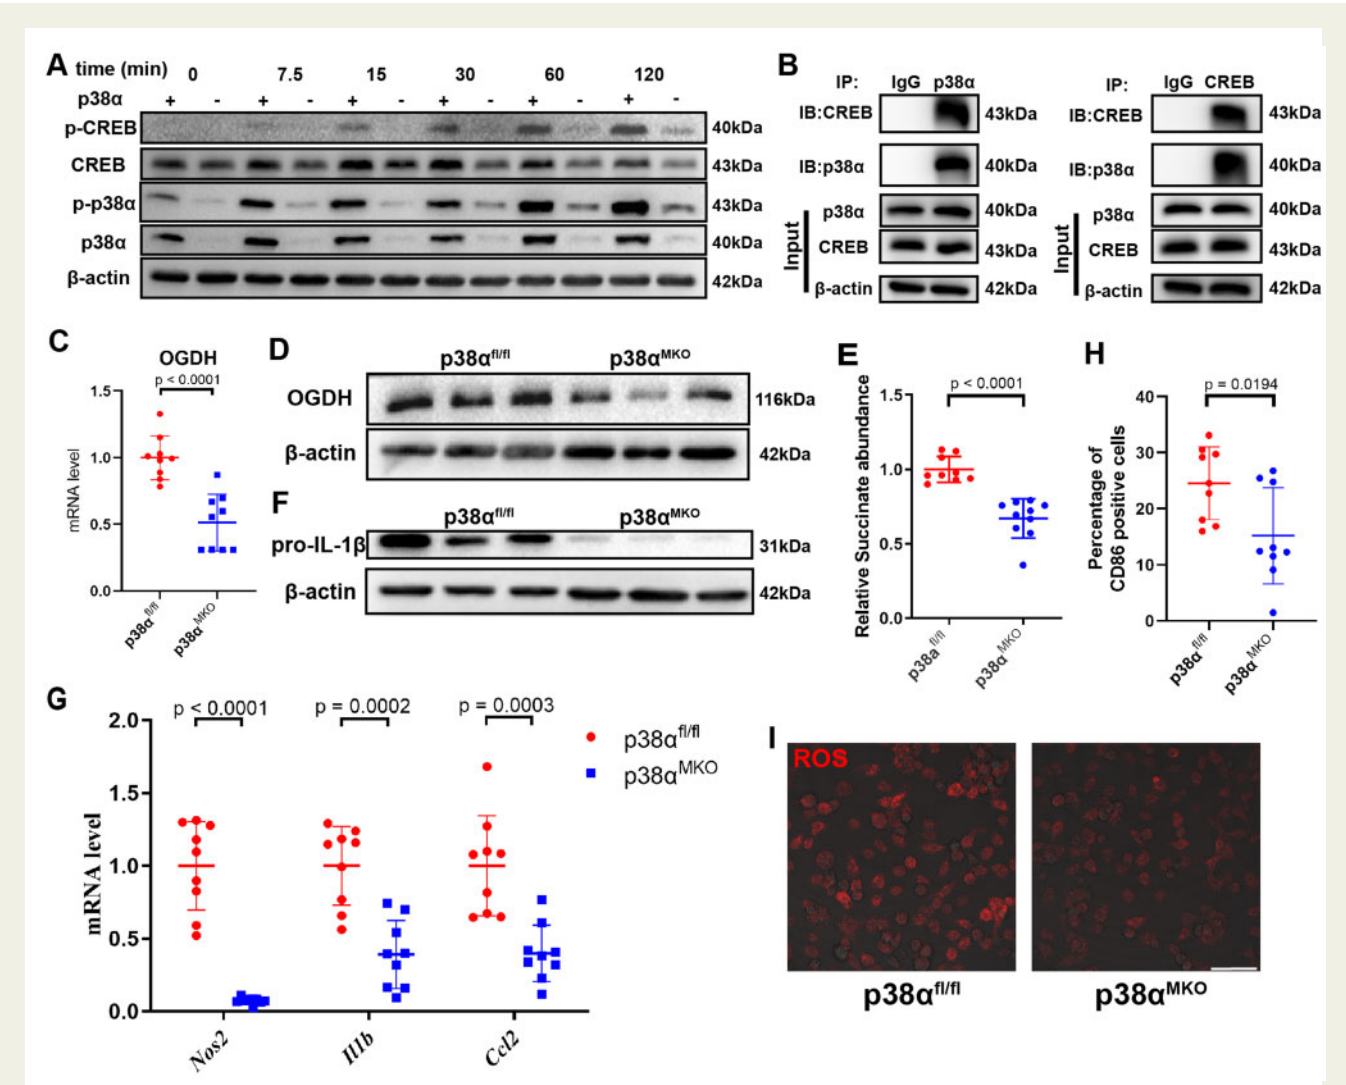 A time (min) 0 7.5 15 30 60 120
p38α + - + - + - + - + - + -
p-CREB 40kDa
CREB 43kDa
p-p38α 43kDa
p38α 40kDa
β-actin 42kDa
B IP: IgG p38α
IB:CREB 43kDa
IB:p38α 40kDa
p38α 40kDa
CREB 43kDa
β-actin 42kDa
Input
IP: IgG CREB
IB:CREB 43kDa
IB:p38α 40kDa
p38α 40kDa
CREB 43kDa
β-actin 42kDa
Input
C OGDH
p < 0.0001
mRNA level
1.5
1.0
0.5
0.0
p38α fl/fl
p38α MKO
D p38α fl/fl p38α MKO
OGDH 116kDa
β-actin 42kDa
F p38α fl/fl p38α MKO
pro-IL-1β 31kDa
β-actin 42kDa
E
p < 0.0001
Relative Succinate abundance
1.5
1.0
0.5
0.0
p38a fl/fl
p38α MKO
H
p = 0.0194
Percentage of
CD86 positive cells
40
30
20
10
0
p38α fl/fl
p38α MKO
G
p < 0.0001 p = 0.0002 p = 0.0003
mRNA level
2.0
1.5
1.0
0.5
0.0
Nos2 Il1b Ccl2
p38α fl/fl
p38α MKO
I
ROS
p38α fl/fl p38α MKO